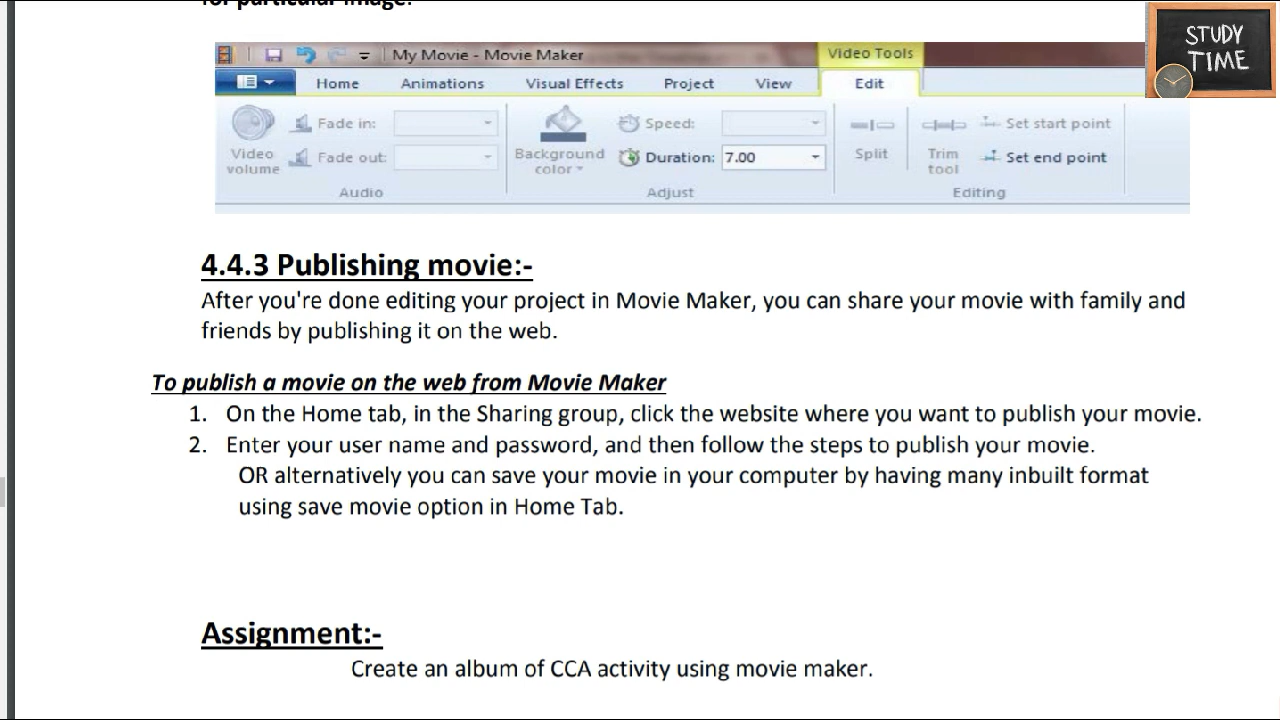 for particular image.
STUDY
TIME
My Movie - Movie Maker
Video Tools
Home Animations Visual Effects Project View Edit
Fade in: Speed: Set start point
Video volume Fade out: Background color Duration: 7.00 Split Trim tool Set end point
Audio Adjust Editing
4.4.3 Publishing movie:-
After you're done editing your project in Movie Maker, you can share your movie with family and
friends by publishing it on the web.
To publish a movie on the web from Movie Maker
1. On the Home tab, in the Sharing group, click the website where you want to publish your movie.
2. Enter your user name and password, and then follow the steps to publish your movie.
OR alternatively you can save your movie in your computer by having many inbuilt format
using save movie option in Home Tab.
Assignment:-
Create an album of CCA activity using movie maker.